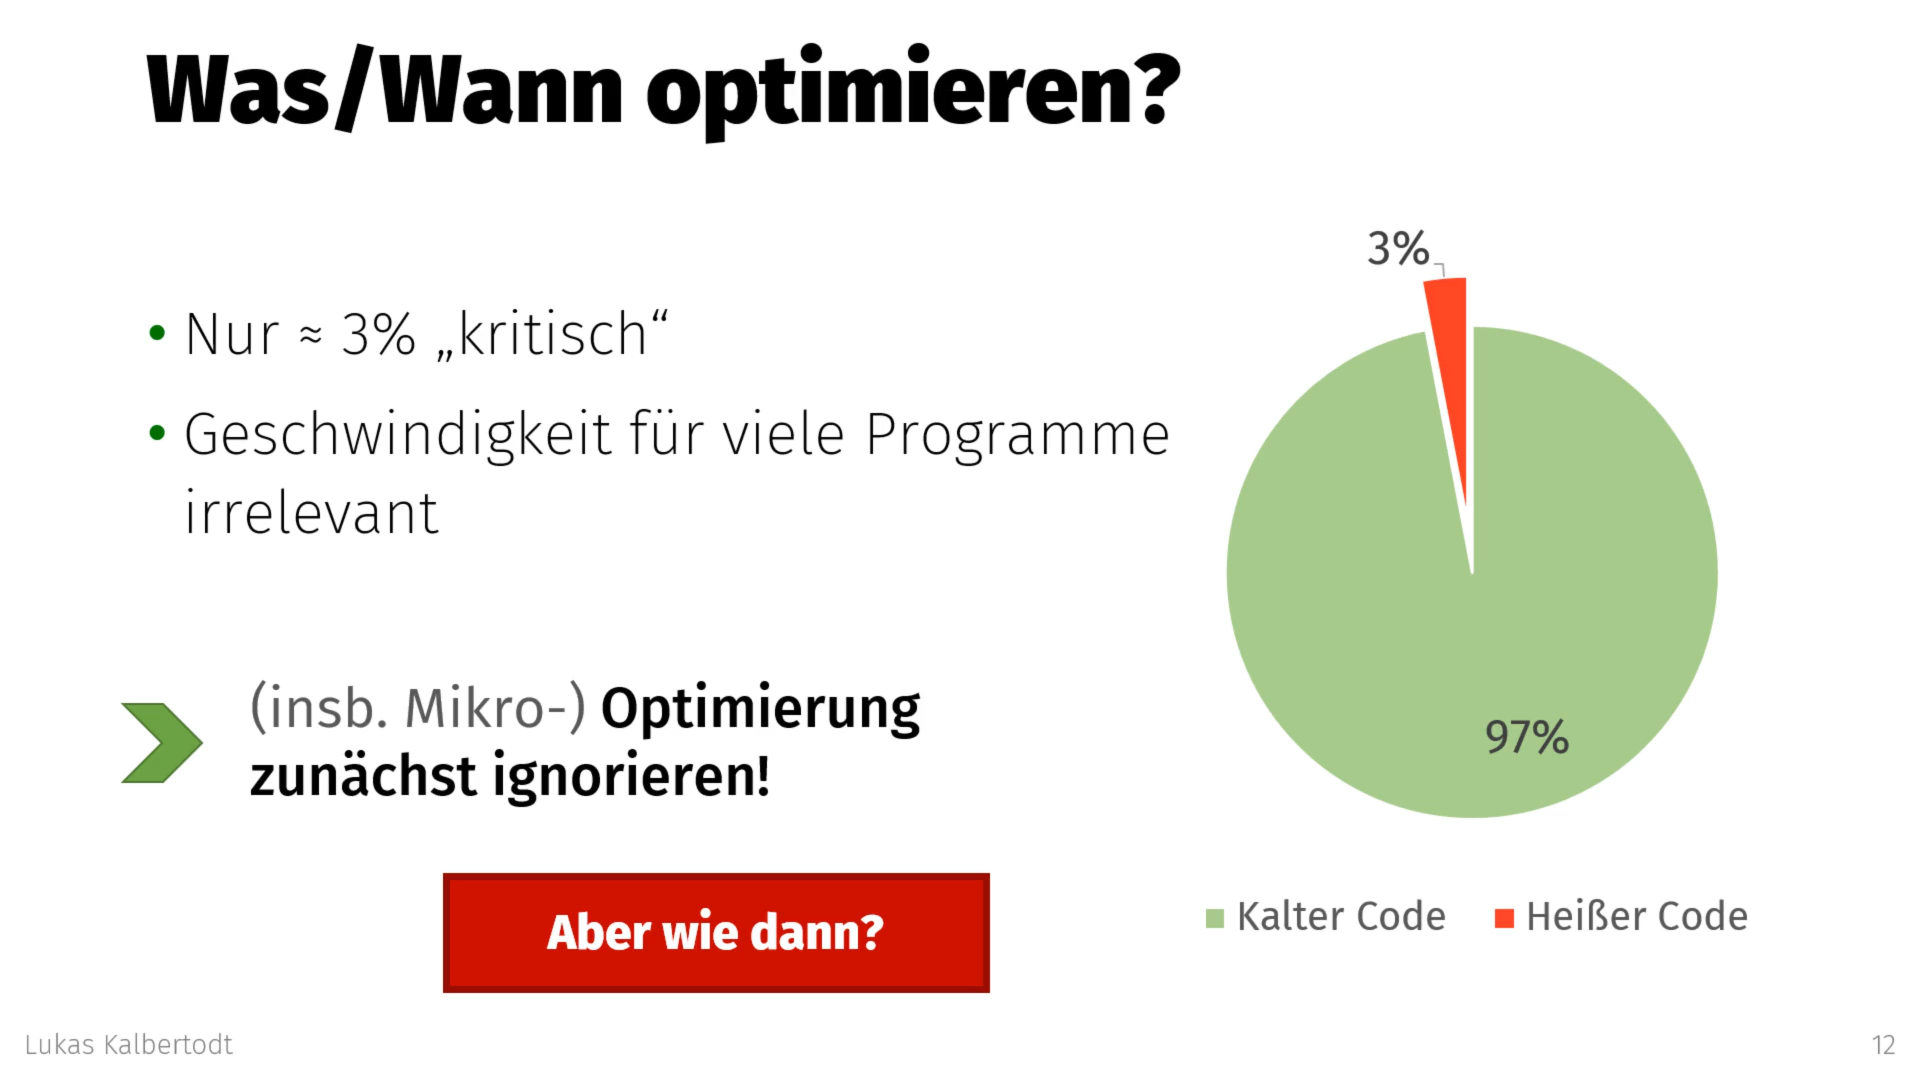 Was/Wann optimieren?
• Nur ≈ 3% „kritisch“
• Geschwindigkeit für viele Programme
irrelevant
(insb. Mikro-) Optimierung
zunächst ignorieren!
Aber wie dann?
3%
97%
Kalter Code
Heißer Code
Lukas Kalbertodt
12